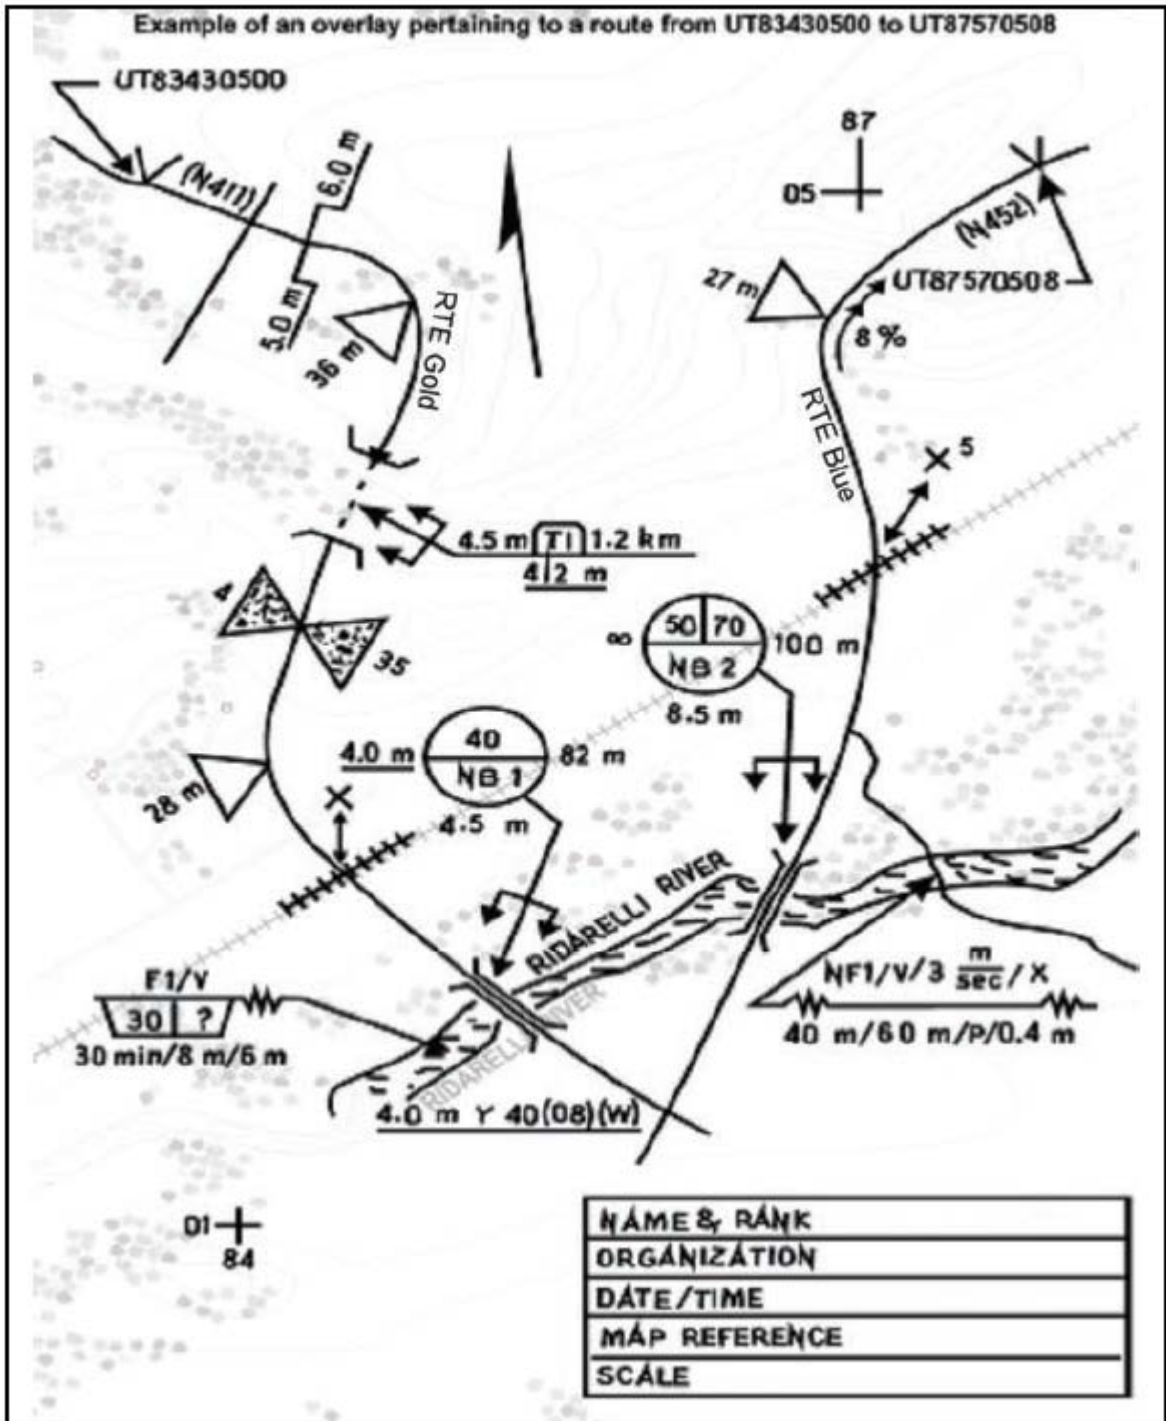 Example of an overlay pertaining to a route from UT83430500 to UT87570508
UT83430500
(N411)
6.0 m
5.0 m
36 m
RTE Gold
87
05
(N452)
27 m
UT87570508
8 %
RTE Blue
5
4.5 m T1 1.2 km
4.2 m
4
35
∞ 50 70 100 m
NB 2
8.5 m
4.0 m 40 82 m
NB 1
4.5 m
28 m
RIDARELLI RIVER
RIDARELLI RIVER
F1/Y
30 ?
30 min/8 m/6 m
NF1/V/3 m/sec/X
40 m/60 m/P/0.4 m
4.0 m Y 40(08)(W)
01
84
NAME & RANK
ORGANIZATION
DATE/TIME
MAP REFERENCE
SCALE